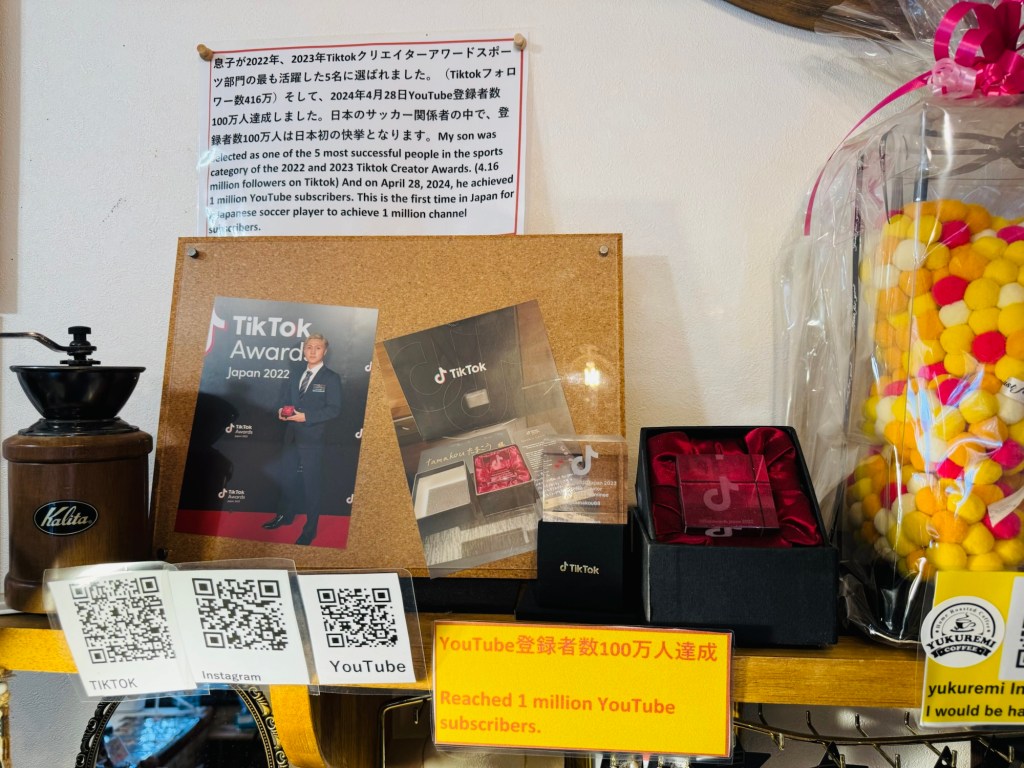 息子が2022年、2023年Tiktokクリエイターアワードスポー
ツ部門の最も活躍した5名に選ばれました。（Tiktokフォロ
ワー数416万）そして、2024年4月28日YouTube登録者数
100万人達成しました。日本のサッカー関係者の中で、登
録者数100万人は日本初の快挙となります。My son was
selected as one of the 5 most successful people in the sports
category of the 2022 and 2023 Tiktok Creator Awards. (4.16
million followers on Tiktok) And on April 28, 2024, he achieved
1 million YouTube subscribers. This is the first time in Japan for
Japanese soccer player to achieve 1 million channel
subscribers.
TikTok
Awards
Japan 2022
TikTok
Awards
TikTok
Awards
TikTok
TikTok
Kalita
TIKTOK
Instagram
YouTube
YouTube登録者数100万人達成
Reached 1 million YouTube
subscribers.
YUKUREMI
COFFEE
yukuremi In
I would be ha